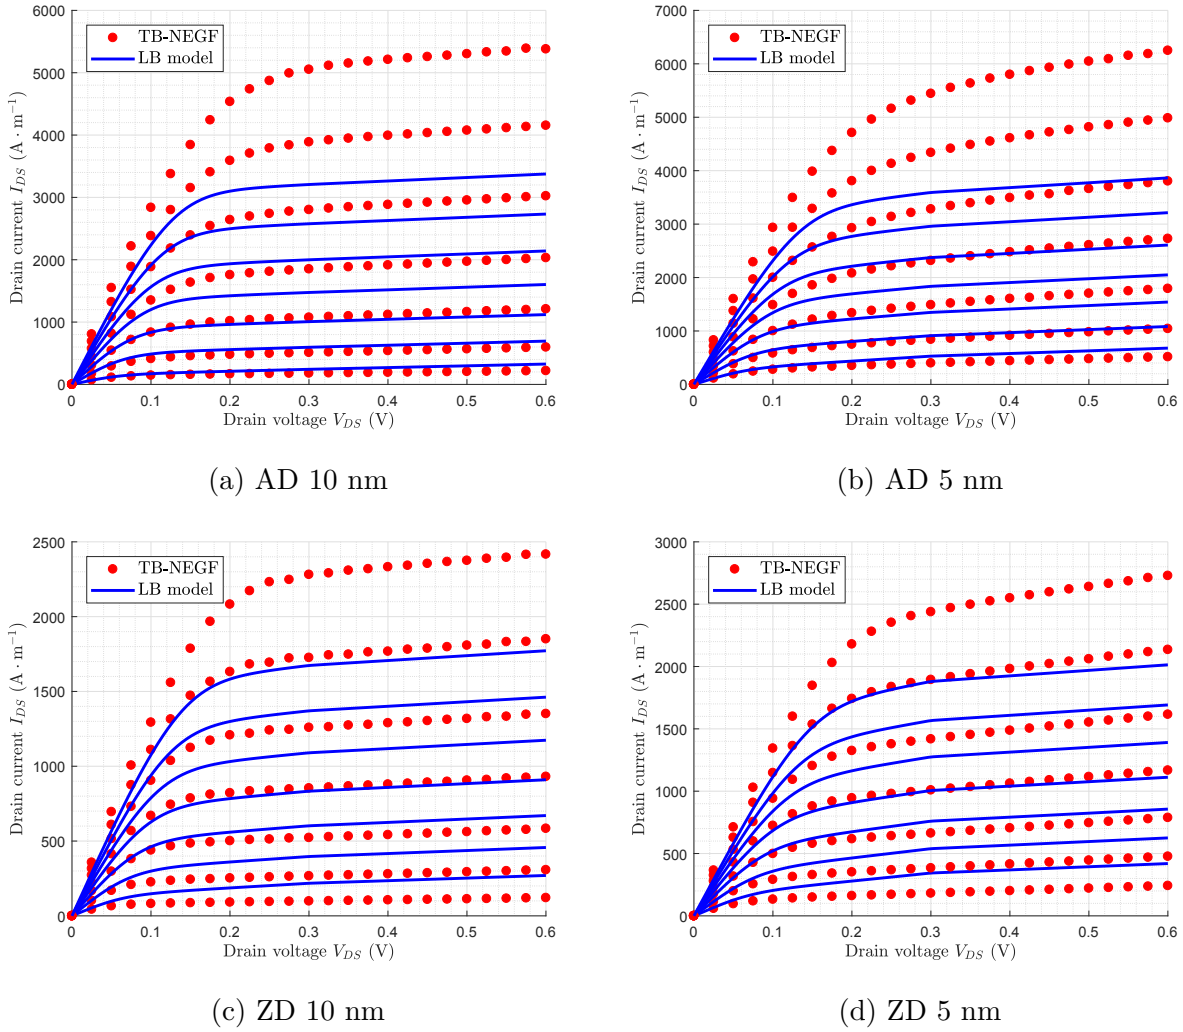 6000
5000
4000
3000
2000
1000
0
Drain current I_DS (A · m⁻¹)
TB-NEGF
LB model
0 0.1 0.2 0.3 0.4 0.5 0.6
Drain voltage V_DS (V)
(a) AD 10 nm
7000
6000
5000
4000
3000
2000
1000
0
Drain current I_DS (A · m⁻¹)
TB-NEGF
LB model
0 0.1 0.2 0.3 0.4 0.5 0.6
Drain voltage V_DS (V)
(b) AD 5 nm
2500
2000
1500
1000
500
0
Drain current I_DS (A · m⁻¹)
TB-NEGF
LB model
0 0.1 0.2 0.3 0.4 0.5 0.6
Drain voltage V_DS (V)
(c) ZD 10 nm
3000
2500
2000
1500
1000
500
0
Drain current I_DS (A · m⁻¹)
TB-NEGF
LB model
0 0.1 0.2 0.3 0.4 0.5 0.6
Drain voltage V_DS (V)
(d) ZD 5 nm